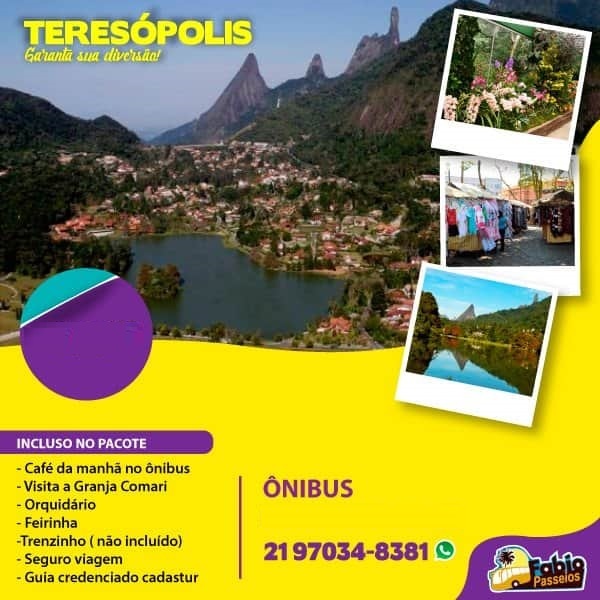 TERESÓPOLIS
Garanta sua diversão!
INCLUSO NO PACOTE
- Café da manhã no ônibus
- Visita a Granja Comari
- Orquidário
- Feirinha
-Trenzinho ( não incluído)
- Seguro viagem
- Guia credenciado cadastur
ÔNIBUS
21 97034-8381
Fabio
Passeios